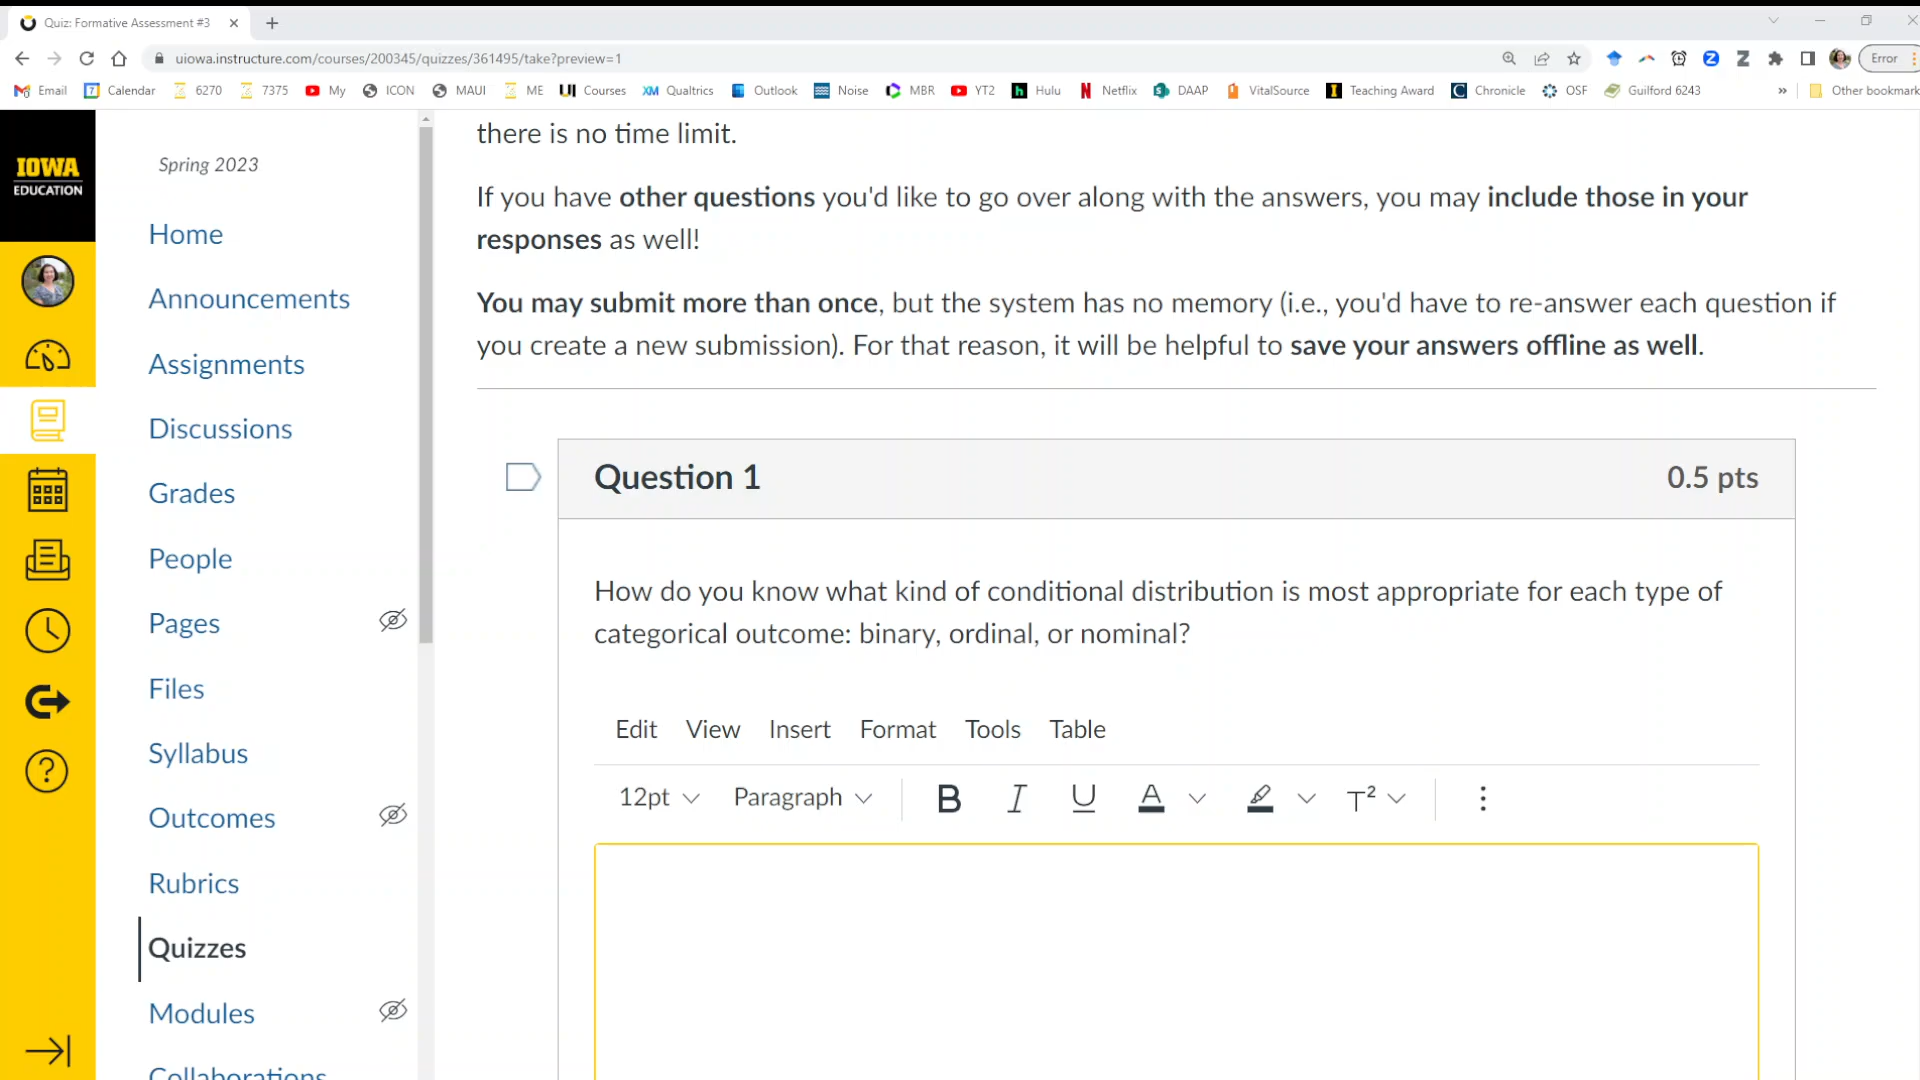 Quiz: Formative Assessment #3
uiowa.instructure.com/courses/200345/quizzes/361495/take?preview=1
Error
Email Calendar 6270 7375 My ICON MAUI ME Courses XM Qualtrics Outlook Noise MBR YT2 Hulu Netflix DAAP VitalSource Teaching Award Chronicle OSF Guilford 6243 » Other bookmark
IOWA
EDUCATION
Spring 2023
Home
Announcements
Assignments
Discussions
Grades
People
Pages
Files
Syllabus
Outcomes
Rubrics
Quizzes
Modules
Collaborations
there is no time limit.
If you have other questions you'd like to go over along with the answers, you may include those in your
responses as well!
You may submit more than once, but the system has no memory (i.e., you'd have to re-answer each question if
you create a new submission). For that reason, it will be helpful to save your answers offline as well.
Question 1 0.5 pts
How do you know what kind of conditional distribution is most appropriate for each type of
categorical outcome: binary, ordinal, or nominal?
Edit View Insert Format Tools Table
12pt Paragraph B I U A T²